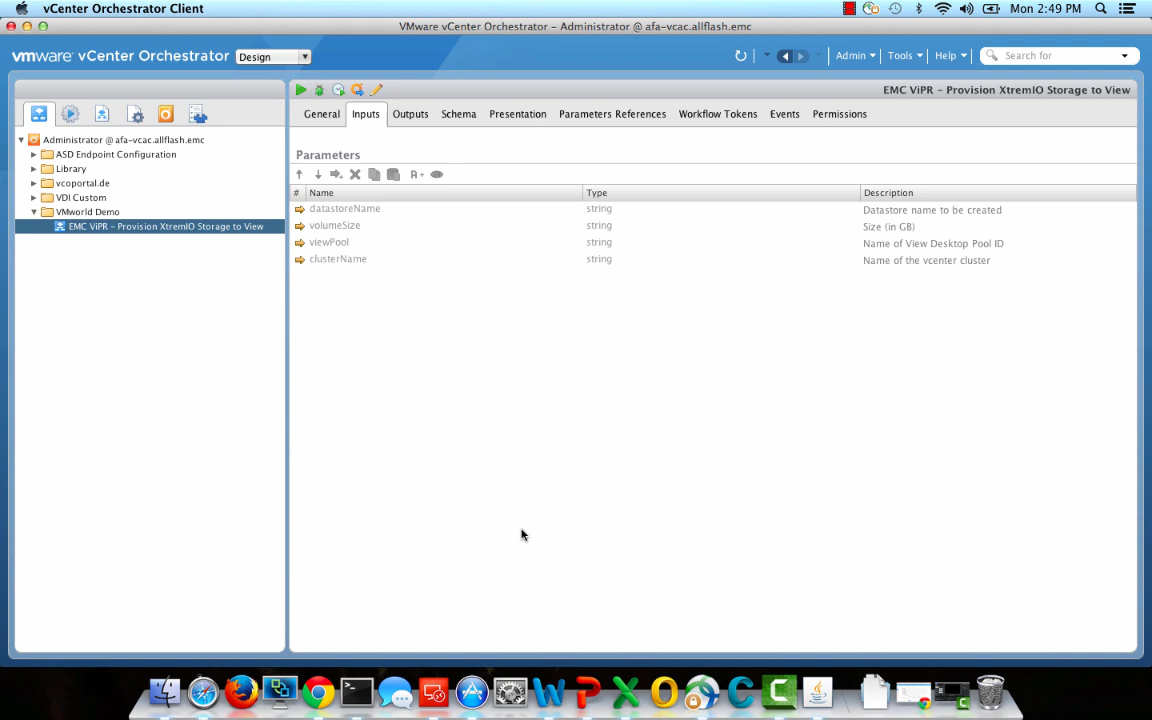 vCenter Orchestrator Client
Mon 2:49 PM
VMware vCenter Orchestrator – Administrator @ afa-vcac.allflash.emc
vmware vCenter Orchestrator
Design
Admin
Tools
Help
Search for
EMC ViPR – Provision XtremIO Storage to View
General
Inputs
Outputs
Schema
Presentation
Parameters References
Workflow Tokens
Events
Permissions
Administrator @ afa-vcac.allflash.emc
ASD Endpoint Configuration
Library
vcoportal.de
VDI Custom
VMworld Demo
EMC ViPR – Provision XtremIO Storage to View
Parameters
# Name Type Description
datastoreName string Datastore name to be created
volumeSize string Size (in GB)
viewPool string Name of View Desktop Pool ID
clusterName string Name of the vcenter cluster